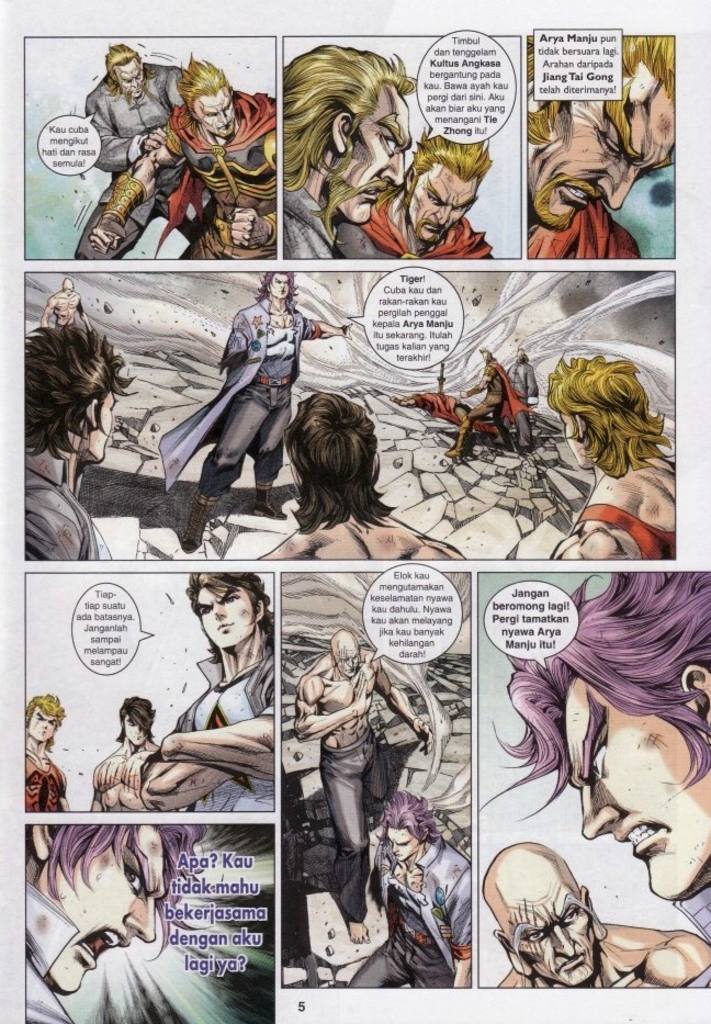 Kau cuba
mengikut
hati dan rasa
semula!
Timbul
dan tenggelam
Kultus Angkasa
bergantung pada
kau. Bawa ayah kau
pergi dari sini. Aku
akan biar aku yang
menangani Tie
Zhong itu!
Arya Manju pun
tidak bersuara lagi.
Arahan daripada
Jiang Tai Gong
telah diterimanya!
Tiger!
Cuba kau dan
rakan-rakan kau
pergilah penggal
kepala Arya Manju
itu sekarang. Itulah
tugas kalian yang
terakhir!
Tiap-
tiap suatu
ada batasnya.
Janganlah
sampai
melampau
sangat!
Apa? Kau
tidak mahu
bekerjasama
dengan aku
lagi ya?
Elok kau
mengutamakan
keselamatan nyawa
kau dahulu. Nyawa
kau akan melayang
jika kau banyak
kehilangan
darah!
Jangan
beromong lagi!
Pergi tamatkan
nyawa Arya
Manju itu!
5